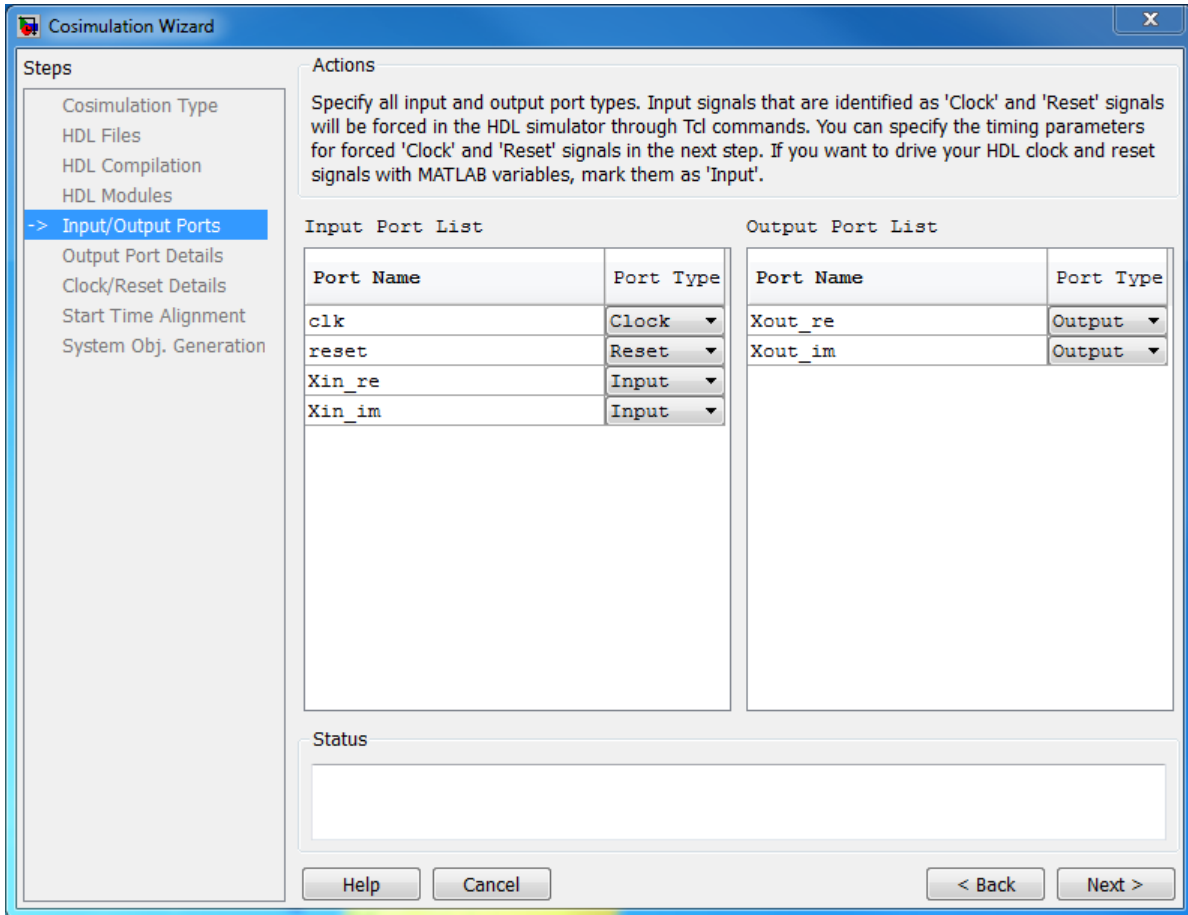 Cosimulation Wizard
x
Steps
Cosimulation Type
HDL Files
HDL Compilation
HDL Modules
-> Input/Output Ports
Output Port Details
Clock/Reset Details
Start Time Alignment
System Obj. Generation
Actions
Specify all input and output port types. Input signals that are identified as 'Clock' and 'Reset' signals
will be forced in the HDL simulator through Tcl commands. You can specify the timing parameters
for forced 'Clock' and 'Reset' signals in the next step. If you want to drive your HDL clock and reset
signals with MATLAB variables, mark them as 'Input'.
Input Port List
Port Name Port Type
clk Clock
reset Reset
Xin_re Input
Xin_im Input
Output Port List
Port Name Port Type
Xout_re Output
Xout_im Output
Status
Help Cancel < Back Next >